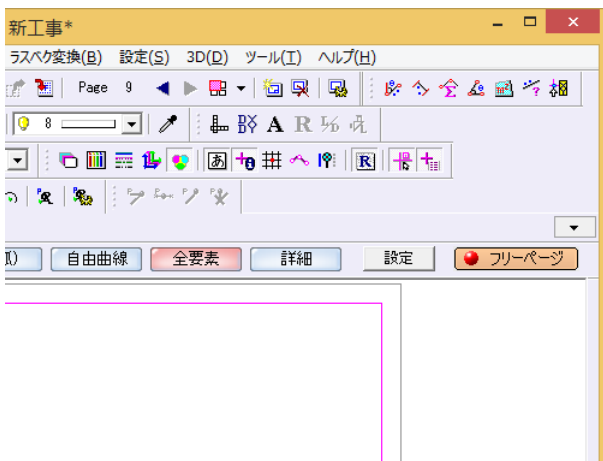 新工事*
ラスベク変換(B) 設定(S) 3D(D) ツール(T) ヘルプ(H)
Page 9
8
A R
あ R
自由曲線 全要素 詳細 設定 フリーページ